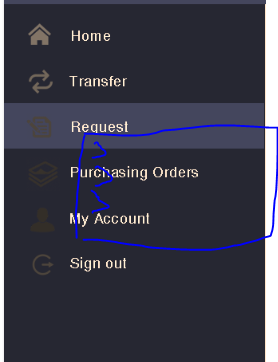 Home
Transfer
Request
Purchasing Orders
My Account
Sign out